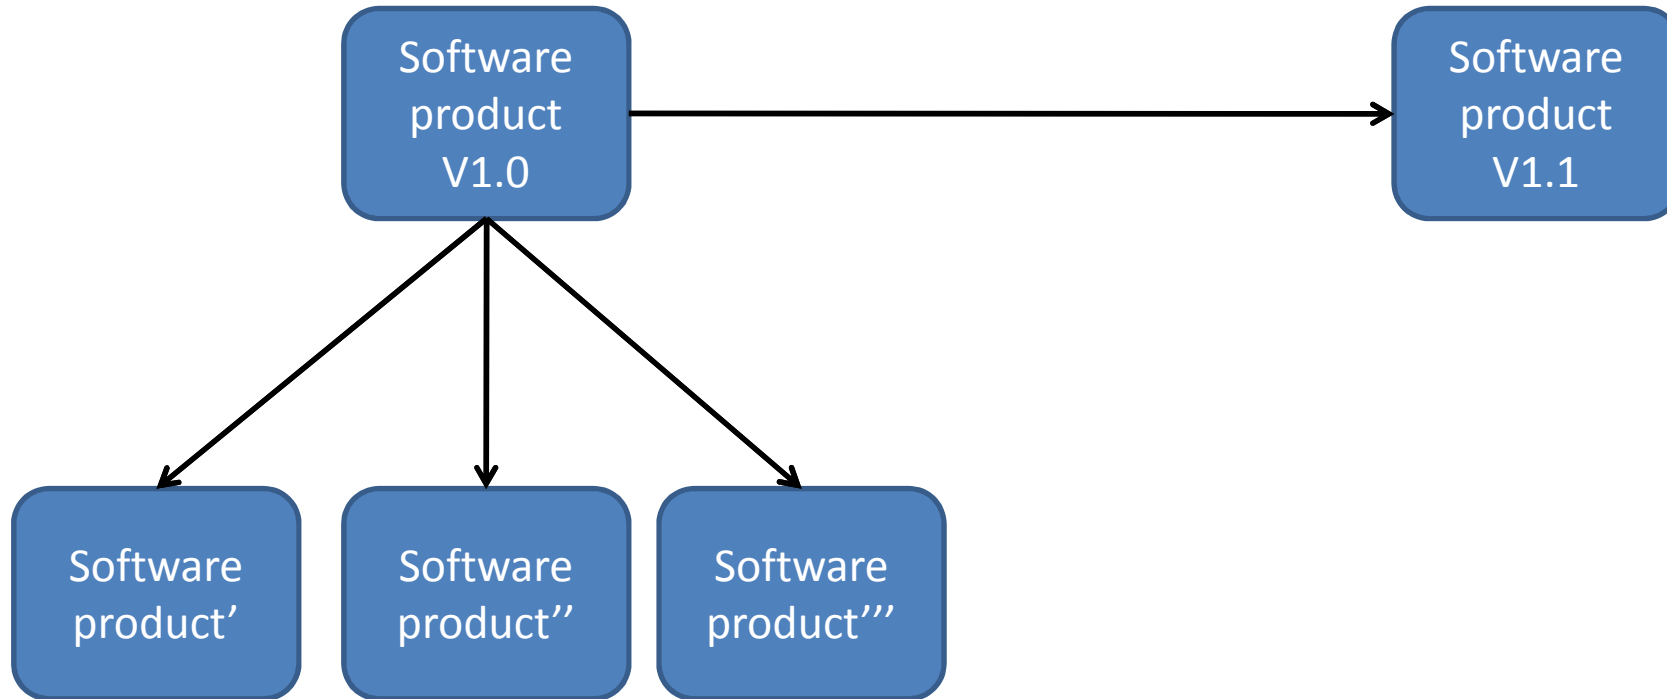 Software
product
V1.0
Software
product
V1.1
Software
product’
Software
product’’
Software
product’’’